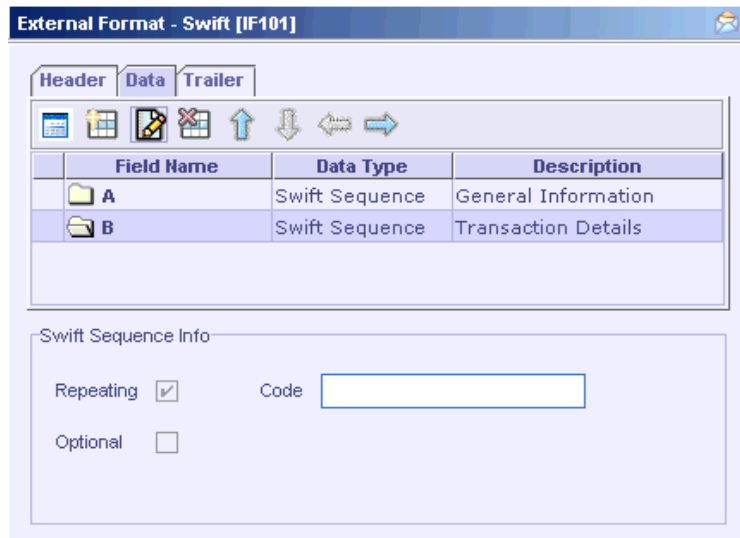 External Format - Swift [IF101]
Header Data Trailer
Field Name Data Type Description
A Swift Sequence General Information
B Swift Sequence Transaction Details
Swift Sequence Info
Repeating Code
Optional